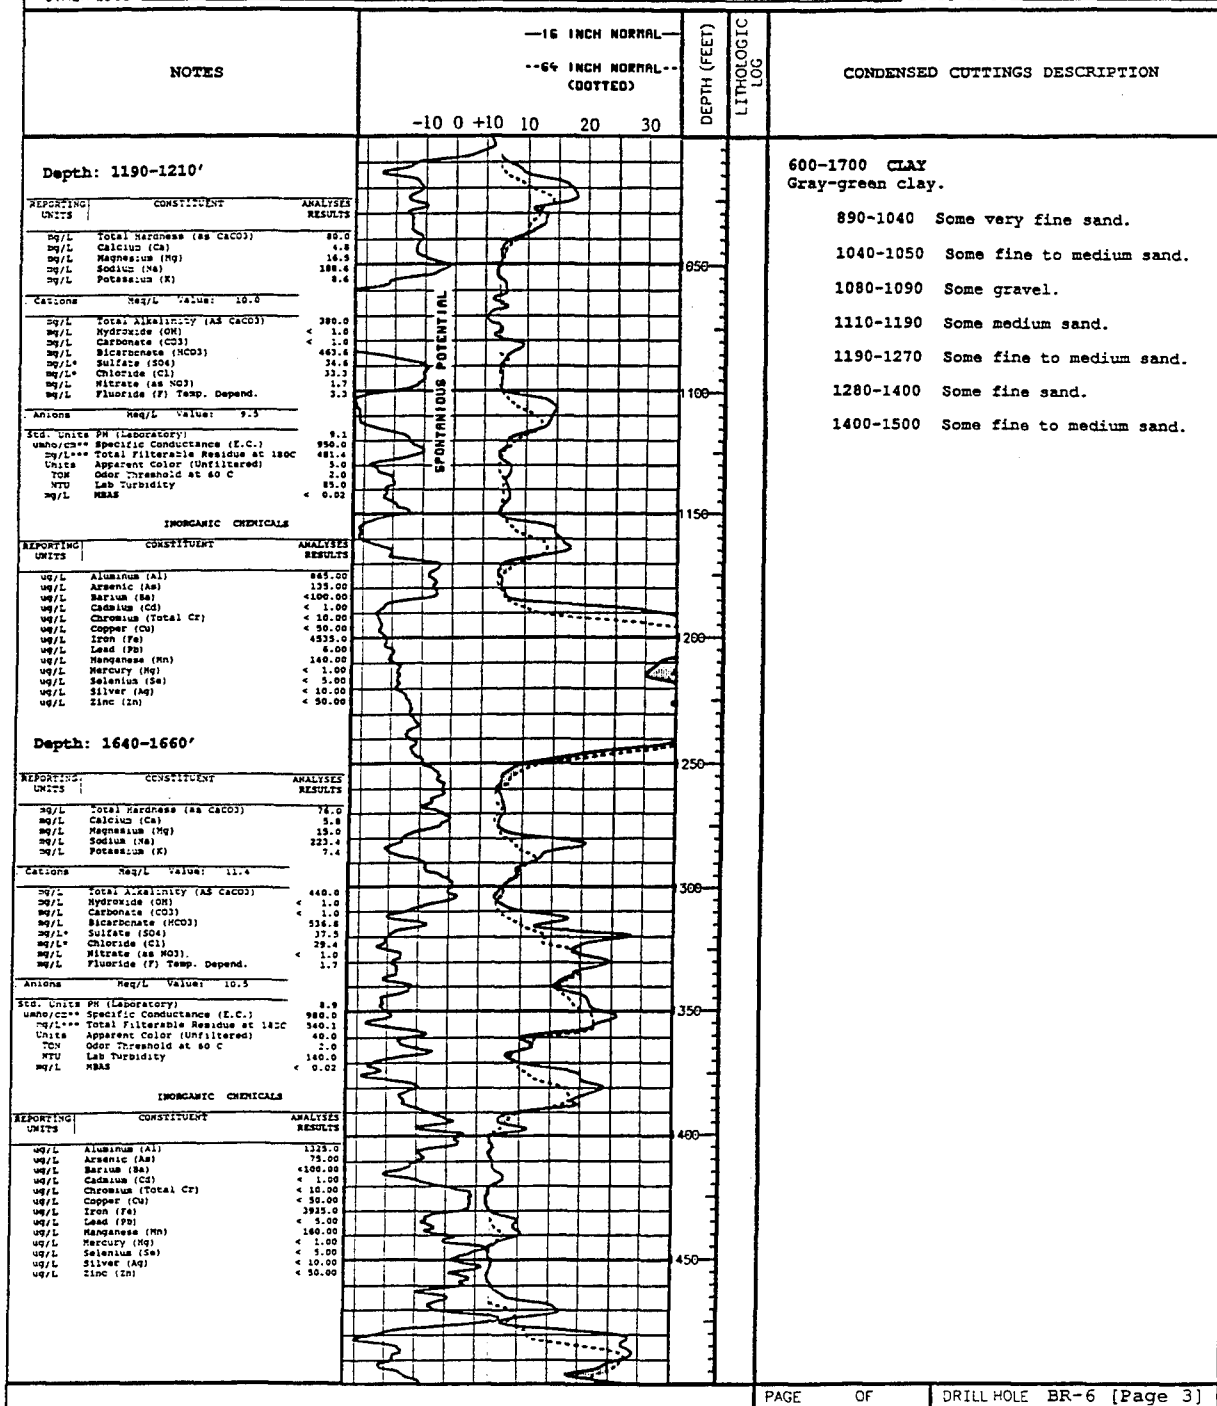 NOTES
—16 INCH NORMAL—
--64 INCH NORMAL--
(DOTTED)
-10 0 +10 10 20 30
DEPTH (FEET)
LITHOLOGIC LOG
CONDENSED CUTTINGS DESCRIPTION
Depth: 1190-1210'
REPORTING UNITS CONSTITUENT ANALYSES RESULTS
mg/L Total Hardness (as CaCO3) 80.0
mg/L Calcium (Ca) 4.8
mg/L Magnesium (Mg) 16.5
mg/L Sodium (Na) 188.6
mg/L Potassium (K) 8.6
Cations Meq/L Value: 10.0
mg/L Total Alkalinity (AS CaCO3) 380.0
mg/L Hydroxide (OH) < 1.0
mg/L Carbonate (CO3) < 1.0
mg/L Bicarbonate (HCO3) 463.6
mg/L* Sulfate (SO4) 34.6
mg/L* Chloride (Cl) 33.3
mg/L Nitrate (as NO3) 1.7
mg/L Fluoride (F) Temp. Depend. 3.3
Anions Meq/L Value: 9.5
Std. Units PH (Laboratory) 9.1
umho/cm** Specific Conductance (E.C.) 950.0
mg/L*** Total Filterable Residue at 180C 481.4
Units Apparent Color (Unfiltered) 5.0
TON Odor Threshold at 60 C 2.0
NTU Lab Turbidity 85.0
mg/L MBAS < 0.02
INORGANIC CHEMICALS
REPORTING UNITS CONSTITUENT ANALYSES RESULTS
ug/L Aluminum (Al) 865.00
ug/L Arsenic (As) 135.00
ug/L Barium (Ba) <100.00
ug/L Cadmium (Cd) < 1.00
ug/L Chromium (Total Cr) < 10.00
ug/L Copper (Cu) < 50.00
ug/L Iron (Fe) 4535.0
ug/L Lead (Pb) 6.00
ug/L Manganese (Mn) 140.00
ug/L Mercury (Hg) < 1.00
ug/L Selenium (Se) < 5.00
ug/L Silver (Ag) < 10.00
ug/L Zinc (Zn) < 50.00
Depth: 1640-1660'
REPORTING UNITS CONSTITUENT ANALYSES RESULTS
mg/L Total Hardness (as CaCO3) 76.0
mg/L Calcium (Ca) 5.8
mg/L Magnesium (Mg) 15.0
mg/L Sodium (Na) 223.4
mg/L Potassium (K) 7.4
Cations Meq/L Value: 11.4
mg/L Total Alkalinity (AS CaCO3) 440.0
mg/L Hydroxide (OH) < 1.0
mg/L Carbonate (CO3) < 1.0
mg/L Bicarbonate (HCO3) 536.8
mg/L* Sulfate (SO4) 37.5
mg/L* Chloride (Cl) 29.4
mg/L Nitrate (as NO3). < 1.0
mg/L Fluoride (F) Temp. Depend. 1.7
Anions Meq/L Value: 10.5
Std. Units PH (Laboratory) 8.9
umho/cm** Specific Conductance (E.C.) 980.0
mg/L*** Total Filterable Residue at 180C 540.1
Units Apparent Color (Unfiltered) 40.0
TON Odor Threshold at 60 C 2.0
NTU Lab Turbidity 140.0
mg/L MBAS < 0.02
INORGANIC CHEMICALS
REPORTING UNITS CONSTITUENT ANALYSES RESULTS
ug/L Aluminum (Al) 1325.0
ug/L Arsenic (As) 75.00
ug/L Barium (Ba) <100.00
ug/L Cadmium (Cd) < 1.00
ug/L Chromium (Total Cr) < 10.00
ug/L Copper (Cu) < 50.00
ug/L Iron (Fe) 3925.0
ug/L Lead (Pb) < 5.00
ug/L Manganese (Mn) 160.00
ug/L Mercury (Hg) < 1.00
ug/L Selenium (Se) < 5.00
ug/L Silver (Ag) < 10.00
ug/L Zinc (Zn) < 50.00
SPONTANIOUS POTENTIAL
1050
1100
1150
1200
1250
1300
1350
1400
1450
600-1700 CLAY
Gray-green clay.
890-1040 Some very fine sand.
1040-1050 Some fine to medium sand.
1080-1090 Some gravel.
1110-1190 Some medium sand.
1190-1270 Some fine to medium sand.
1280-1400 Some fine sand.
1400-1500 Some fine to medium sand.
PAGE OF DRILL HOLE BR-6 [Page 3]